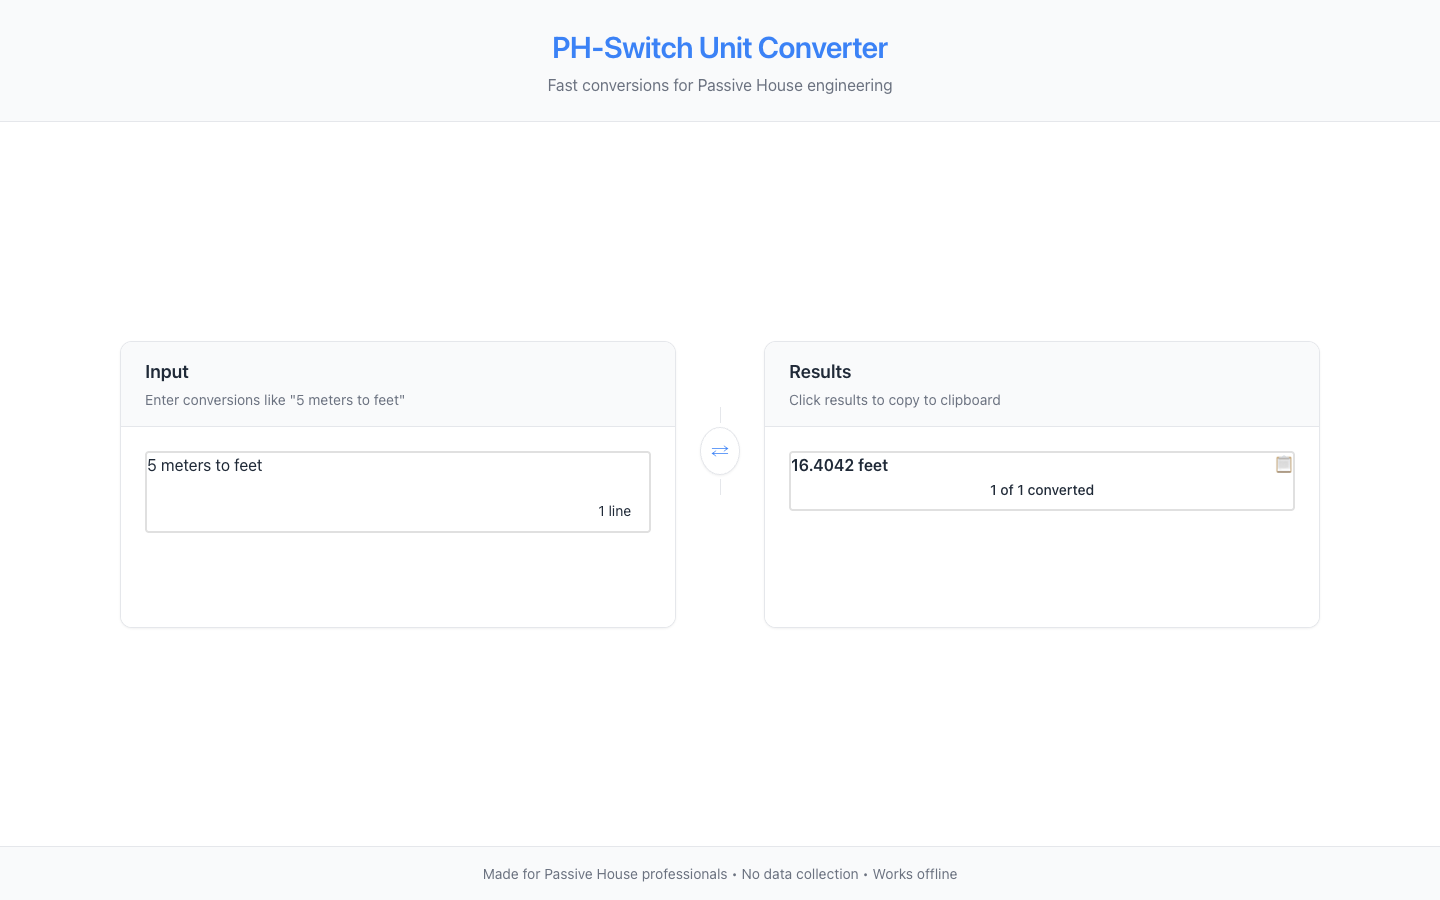 PH-Switch Unit Converter
Fast conversions for Passive House engineering
Input
Enter conversions like "5 meters to feet"
5 meters to feet
1 line
Results
Click results to copy to clipboard
16.4042 feet
1 of 1 converted
Made for Passive House professionals • No data collection • Works offline